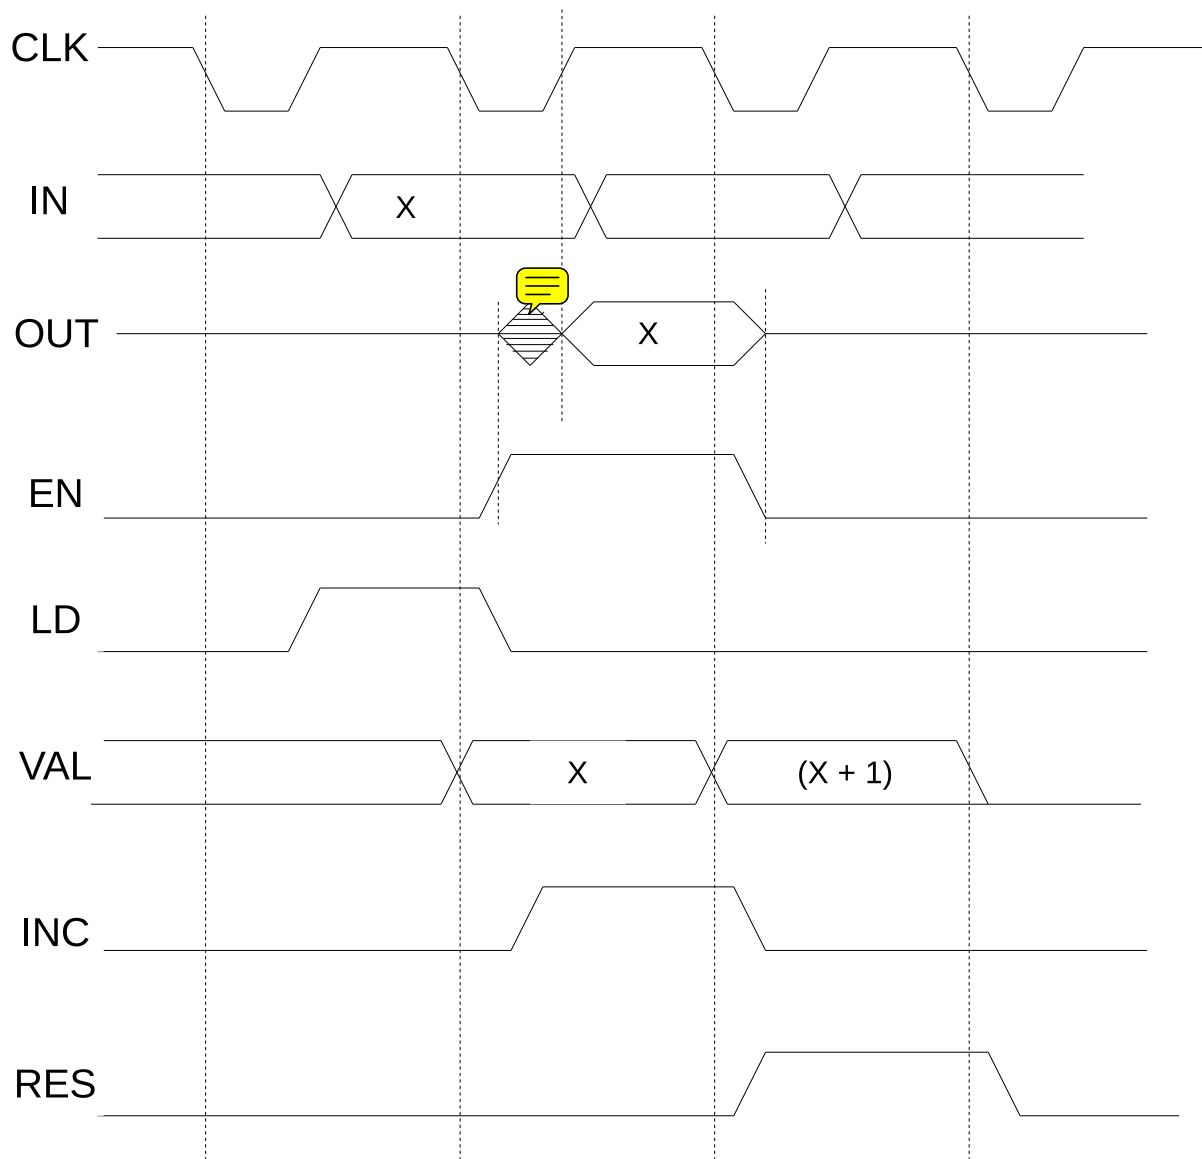 CLK
IN
X
OUT
X
EN
LD
VAL
X
(X + 1)
INC
RES